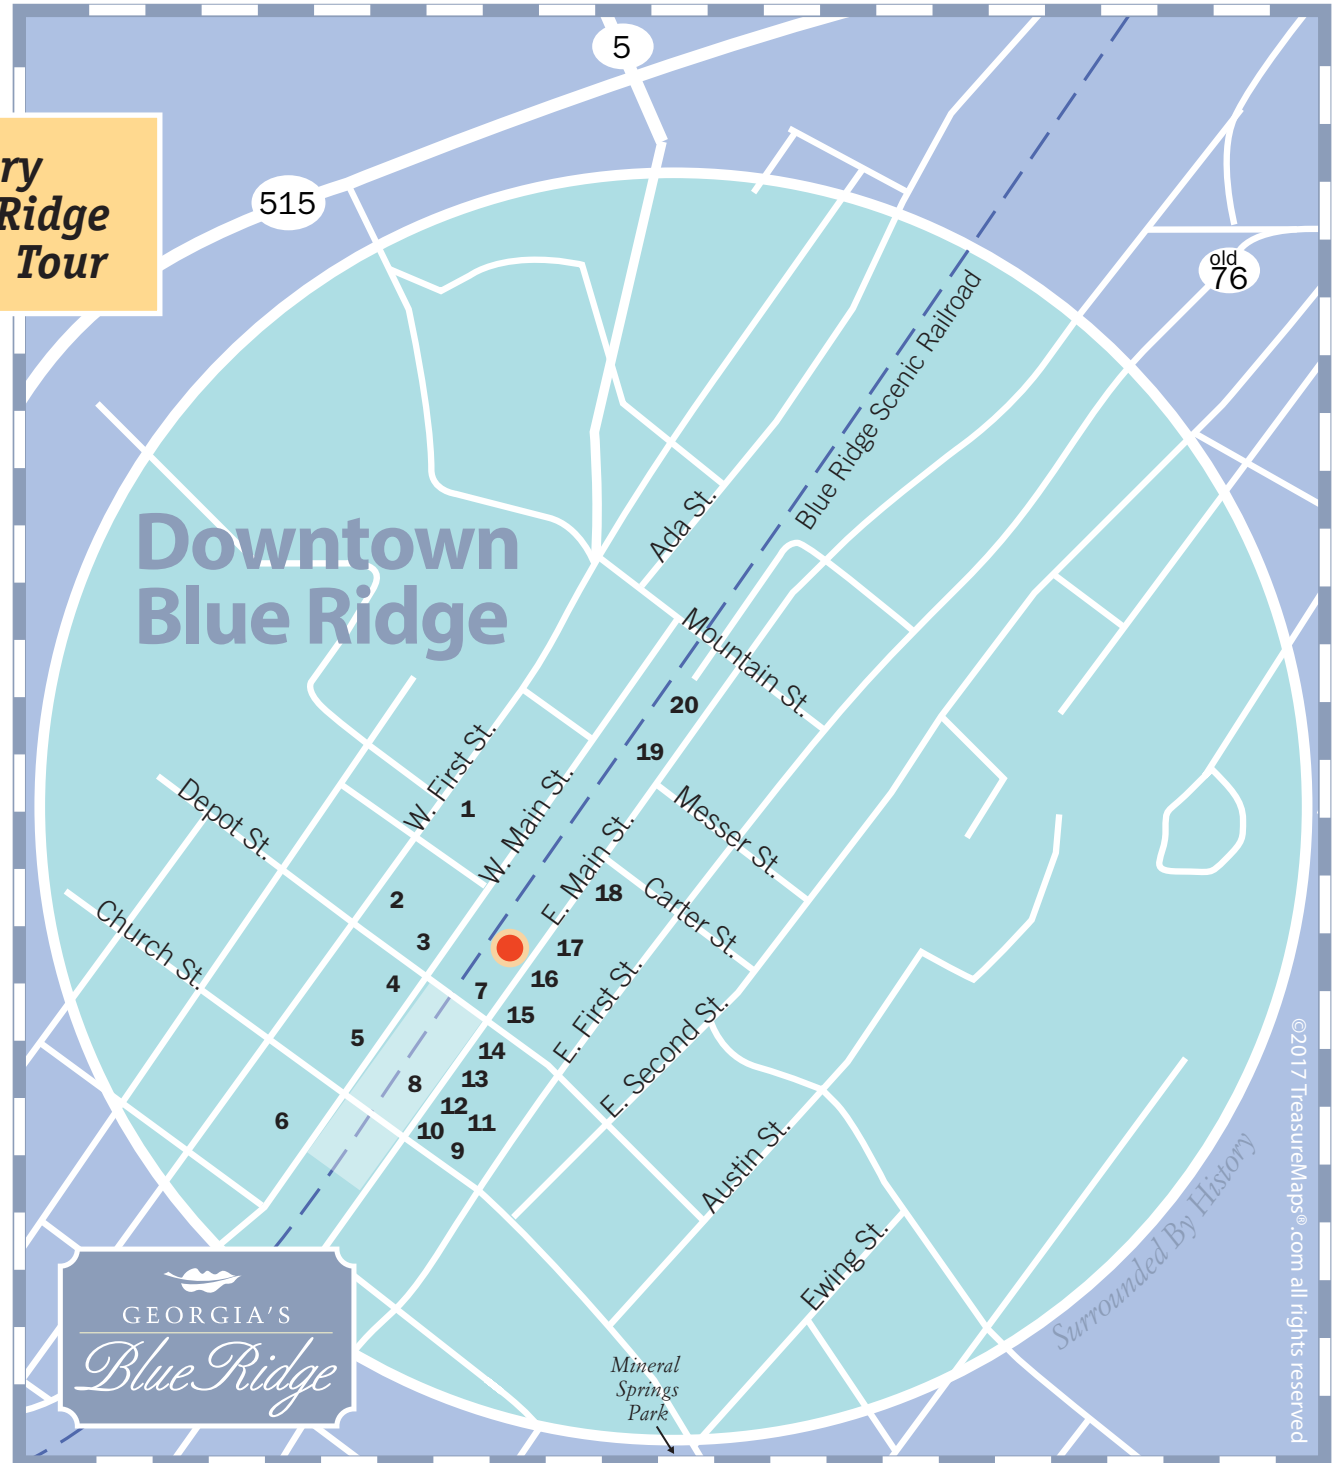 5
ry
Ridge
Tour
515
old
76
Blue Ridge Scenic Railroad
Downtown
Blue Ridge
Ada St.
Mountain St.
20
19
W. First St.
1
W. Main St.
Depot St.
Messer St.
E. Main St.
2
18
Carter St.
Church St.
3
17
4
7
16
E. First St.
15
5
14
E. Second St.
8
13
12
6
10
11
9
Austin St.
Ewing St.
Surrounded By History
©2017 TreasureMaps®.com all rights reserved
GEORGIA'S
Blue Ridge
Mineral
Springs
Park